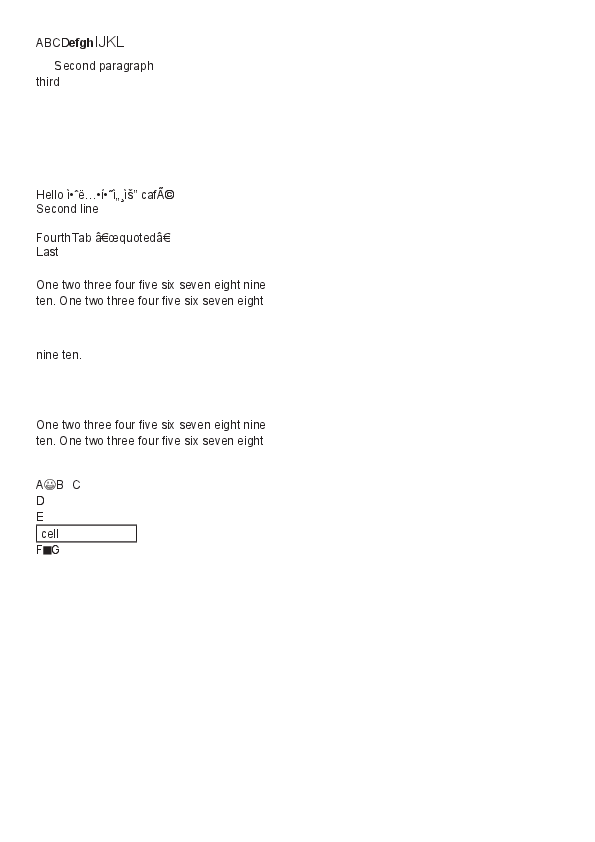 ABCDefghIJKL
Second paragraph
third
Hello ì•ˆë…•í•˜ì„¸ìš” cafÃ©
Second line
FourthTab â€œquotedâ€
Last
One two three four five six seven eight nine
ten. One two three four five six seven eight
nine ten.
One two three four five six seven eight nine
ten. One two three four five six seven eight
A😀B C
D
E
cell
F■G